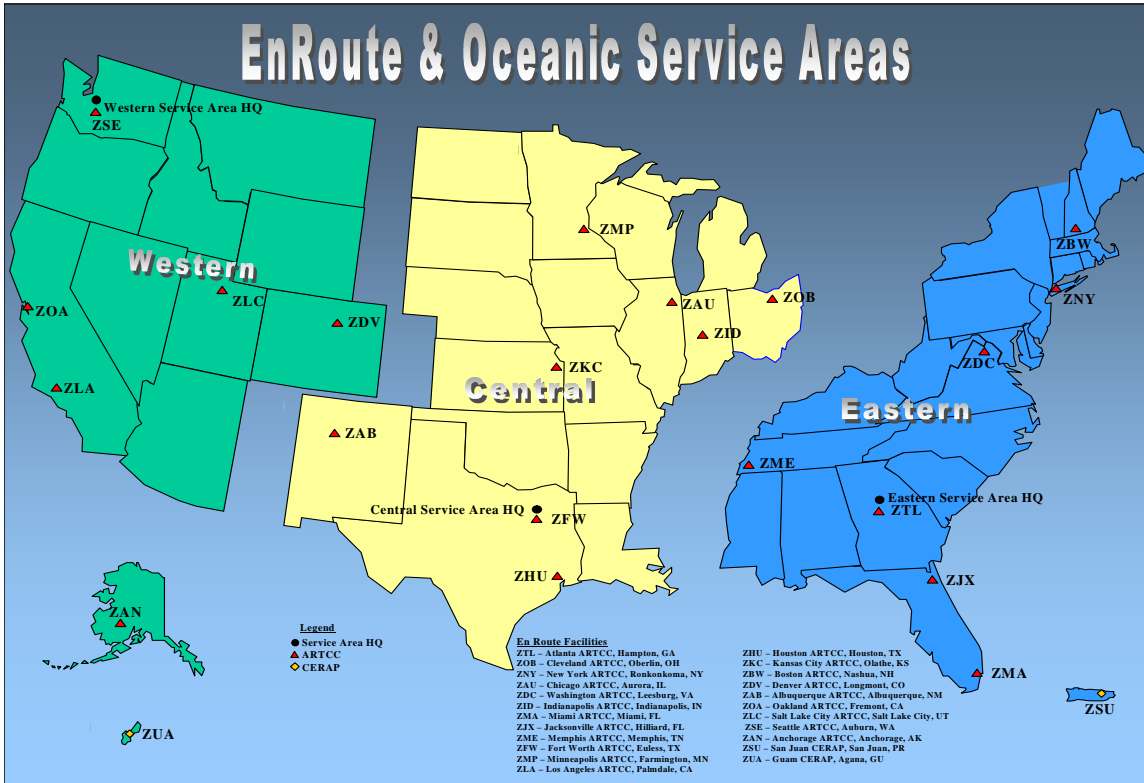 EnRoute & Oceanic Service Areas
Western Service Area HQ
ZSE
ZMP
ZBW
Western
ZLC
ZOA
ZDV
ZAU
ZOB
ZNY
ZID
ZDC
ZKC
ZLA
Central
Eastern
ZAB
ZME
Central Service Area HQ
ZFW
Eastern Service Area HQ
ZTL
ZHU
ZJX
ZAN
ZMA
ZSU
ZUA
Legend
Service Area HQ
ARTCC
CERAP
En Route Facilities
ZTL – Atlanta ARTCC, Hampton, GA
ZOB – Cleveland ARTCC, Oberlin, OH
ZNY – New York ARTCC, Ronkonkoma, NY
ZAU – Chicago ARTCC, Aurora, IL
ZDC – Washington ARTCC, Leesburg, VA
ZID – Indianapolis ARTCC, Indianapolis, IN
ZMA – Miami ARTCC, Miami, FL
ZJX – Jacksonville ARTCC, Hilliard, FL
ZME – Memphis ARTCC, Memphis, TN
ZFW – Fort Worth ARTCC, Euless, TX
ZMP – Minneapolis ARTCC, Farmington, MN
ZLA – Los Angeles ARTCC, Palmdale, CA
ZHU – Houston ARTCC, Houston, TX
ZKC – Kansas City ARTCC, Olathe, KS
ZBW – Boston ARTCC, Nashua, NH
ZDV – Denver ARTCC, Longmont, CO
ZAB – Albuquerque ARTCC, Albuquerque, NM
ZOA – Oakland ARTCC, Fremont, CA
ZLC – Salt Lake City ARTCC, Salt Lake City, UT
ZSE – Seattle ARTCC, Auburn, WA
ZAN – Anchorage ARTCC, Anchorage, AK
ZSU – San Juan CERAP, San Juan, PR
ZUA – Guam CERAP, Agana, GU